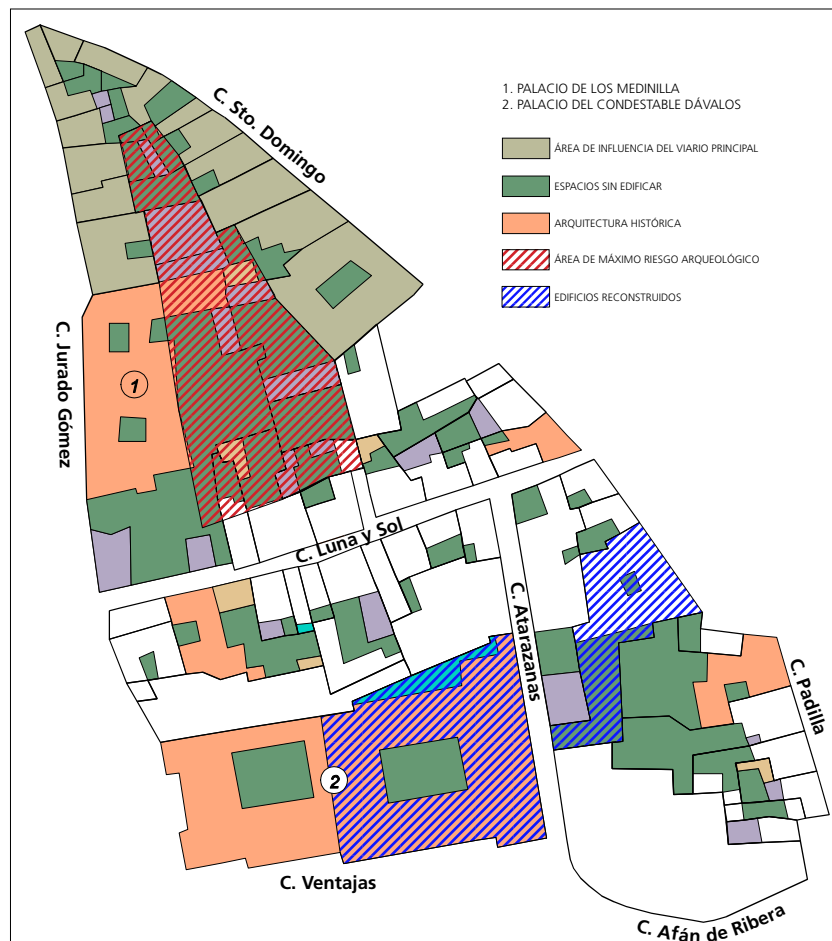 1. PALACIO DE LOS MEDINILLA
2. PALACIO DEL CONDESTABLE DÁVALOS
ÁREA DE INFLUENCIA DEL VIARIO PRINCIPAL
ESPACIOS SIN EDIFICAR
ARQUITECTURA HISTÓRICA
ÁREA DE MÁXIMO RIESGO ARQUEOLÓGICO
EDIFICIOS RECONSTRUIDOS
C. Sto. Domingo
C. Jurado Gómez
1
C. Luna y Sol
C. Atarazanas
C. Padilla
2
C. Ventajas
C. Afán de Ribera